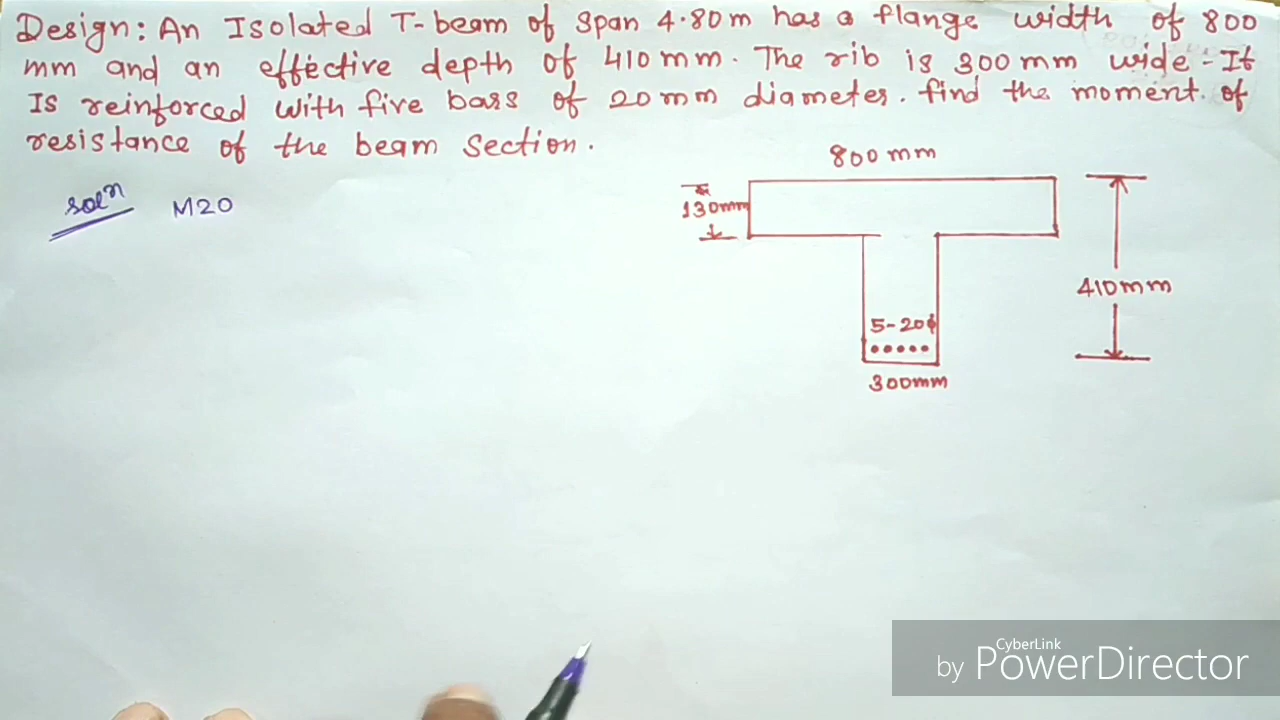 Design: An Isolated T-beam of span 4.80m has a flange width of 800
mm and an effective depth of 410mm. The rib is 300mm wide. It
Is reinforced with five bars of 20mm diameter. find the moment of
resistance of the beam section.
800mm
130mm
Solⁿ M20
410mm
5-20ϕ
300mm
CyberLink
by PowerDirector